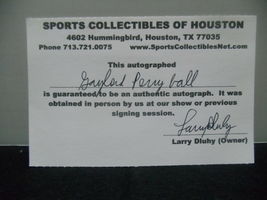 SPORTS COLLECTIBLES OF HOUSTON
4602 Hummingbird, Houston, TX 77035
Phone 713.721.0075 www.SportsCollectiblesNet.com
This autographed
Gaylord Perry ball
is guaranteed to be an authentic autograph. It was
obtained in person by us at our show or previous
signing session.
Larry Dluhy
Larry Dluhy (Owner)